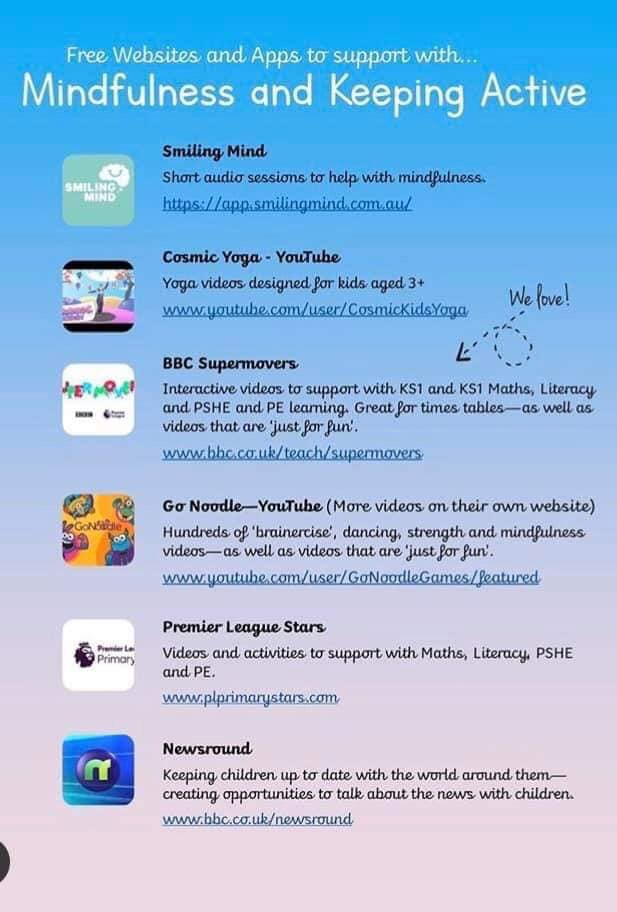 Free Websites and Apps to support with...
Mindfulness and Keeping Active
SMILING
MIND
Smiling Mind
Short audio sessions to help with mindfulness.
https://app.smilingmind.com.au/
Cosmic Yoga - YouTube
Yoga videos designed for kids aged 3+
www.youtube.com/user/CosmicKidsYoga
We love!
BBC Supermovers
Interactive videos to support with KS1 and KS1 Maths, Literacy
and PSHE and PE learning. Great for times tables—as well as
videos that are 'just for fun'.
www.bbc.co.uk/teach/supermovers
GoNoodle
Go Noodle—YouTube (More videos on their own website)
Hundreds of 'brainercise', dancing, strength and mindfulness
videos—as well as videos that are 'just for fun'.
www.youtube.com/user/GoNoodleGames/featured
Premier Le
Primary
Premier League Stars
Videos and activities to support with Maths, Literacy, PSHE
and PE.
www.plprimarystars.com
n
Newsround
Keeping children up to date with the world around them—
creating opportunities to talk about the news with children.
www.bbc.co.uk/newsround